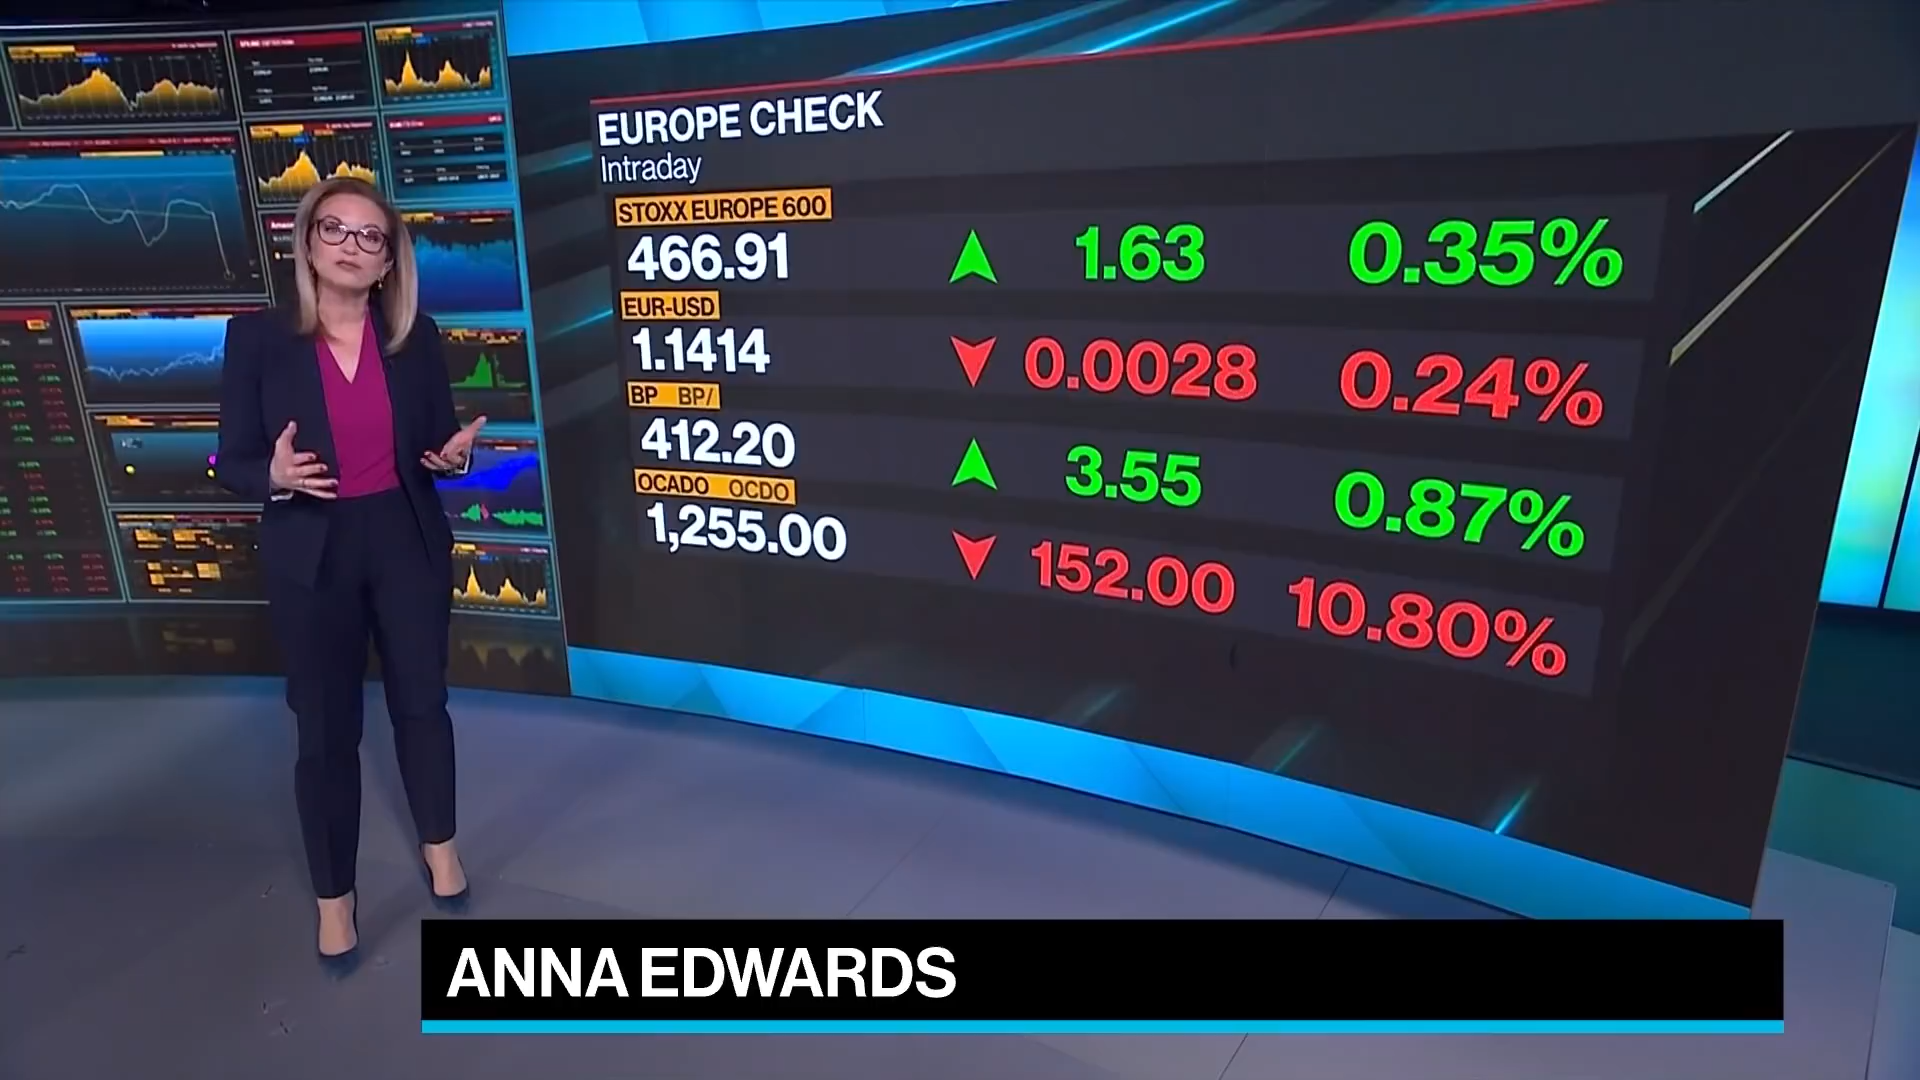 EUROPE CHECK
Intraday
STOXX EUROPE 600
466.91 1.63 0.35%
EUR-USD
1.1414 0.0028 0.24%
BP BP/
412.20 3.55 0.87%
OCADO OCDO
1,255.00 152.00 10.80%
ANNA EDWARDS